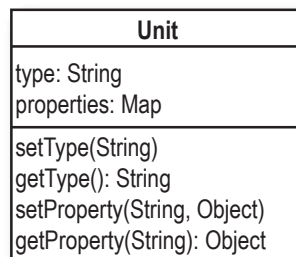 Unit
type: String
properties: Map
setType(String)
getType(): String
setProperty(String, Object)
getProperty(String): Object